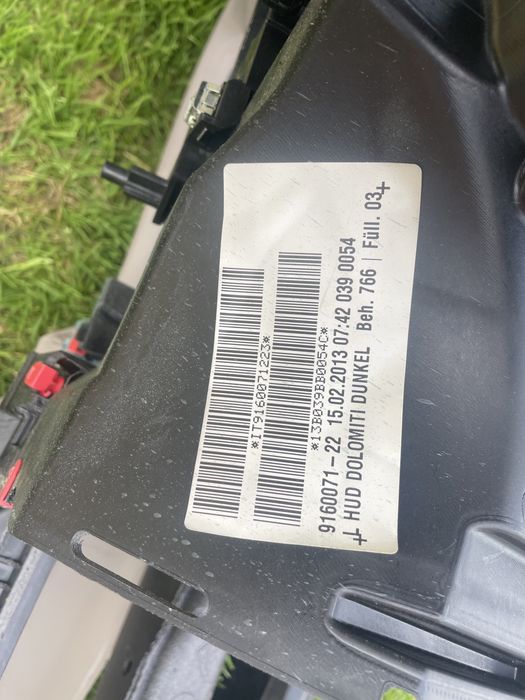 *IT9160071223*
*13B039BB0054C*
9160071-22 15.02.2013 07:42 039 0054
HUD DOLOMITI DUNKEL Beh. 766 | Füll. 03